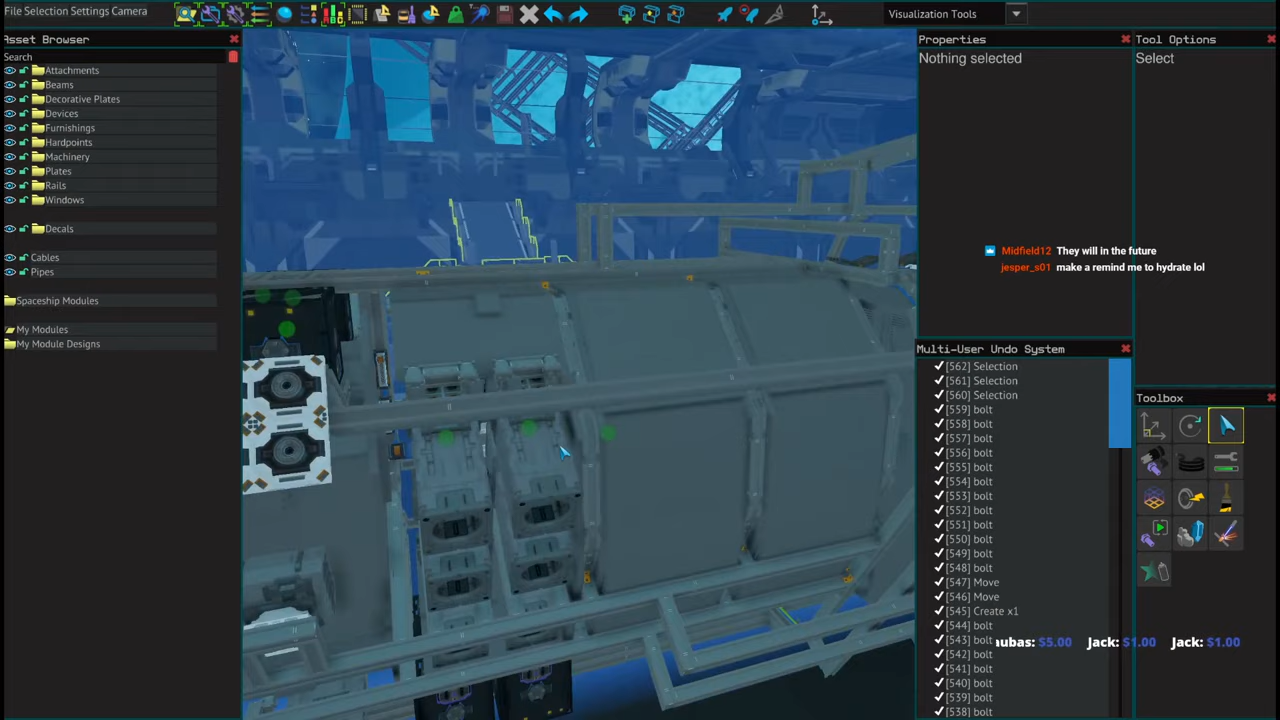 File Selection Settings Camera
Visualization Tools
Asset Browser
Search
Attachments
Beams
Decorative Plates
Devices
Furnishings
Hardpoints
Machinery
Plates
Rails
Windows
Decals
Cables
Pipes
Spaceship Modules
My Modules
My Module Designs
Properties
Nothing selected
Tool Options
Select
Midfield12 They will in the future
jesper_s01 make a remind me to hydrate lol
Multi-User Undo System
[562] Selection
[561] Selection
[560] Selection
[559] bolt
[558] bolt
[557] bolt
[556] bolt
[555] bolt
[554] bolt
[553] bolt
[552] bolt
[551] bolt
[550] bolt
[549] bolt
[548] bolt
[547] Move
[546] Move
[545] Create x1
[544] bolt
[543] bolt
[542] bolt
[541] bolt
[540] bolt
[539] bolt
[538] bolt
Toolbox
aubas: $5.00 Jack: $1.00 Jack: $1.00